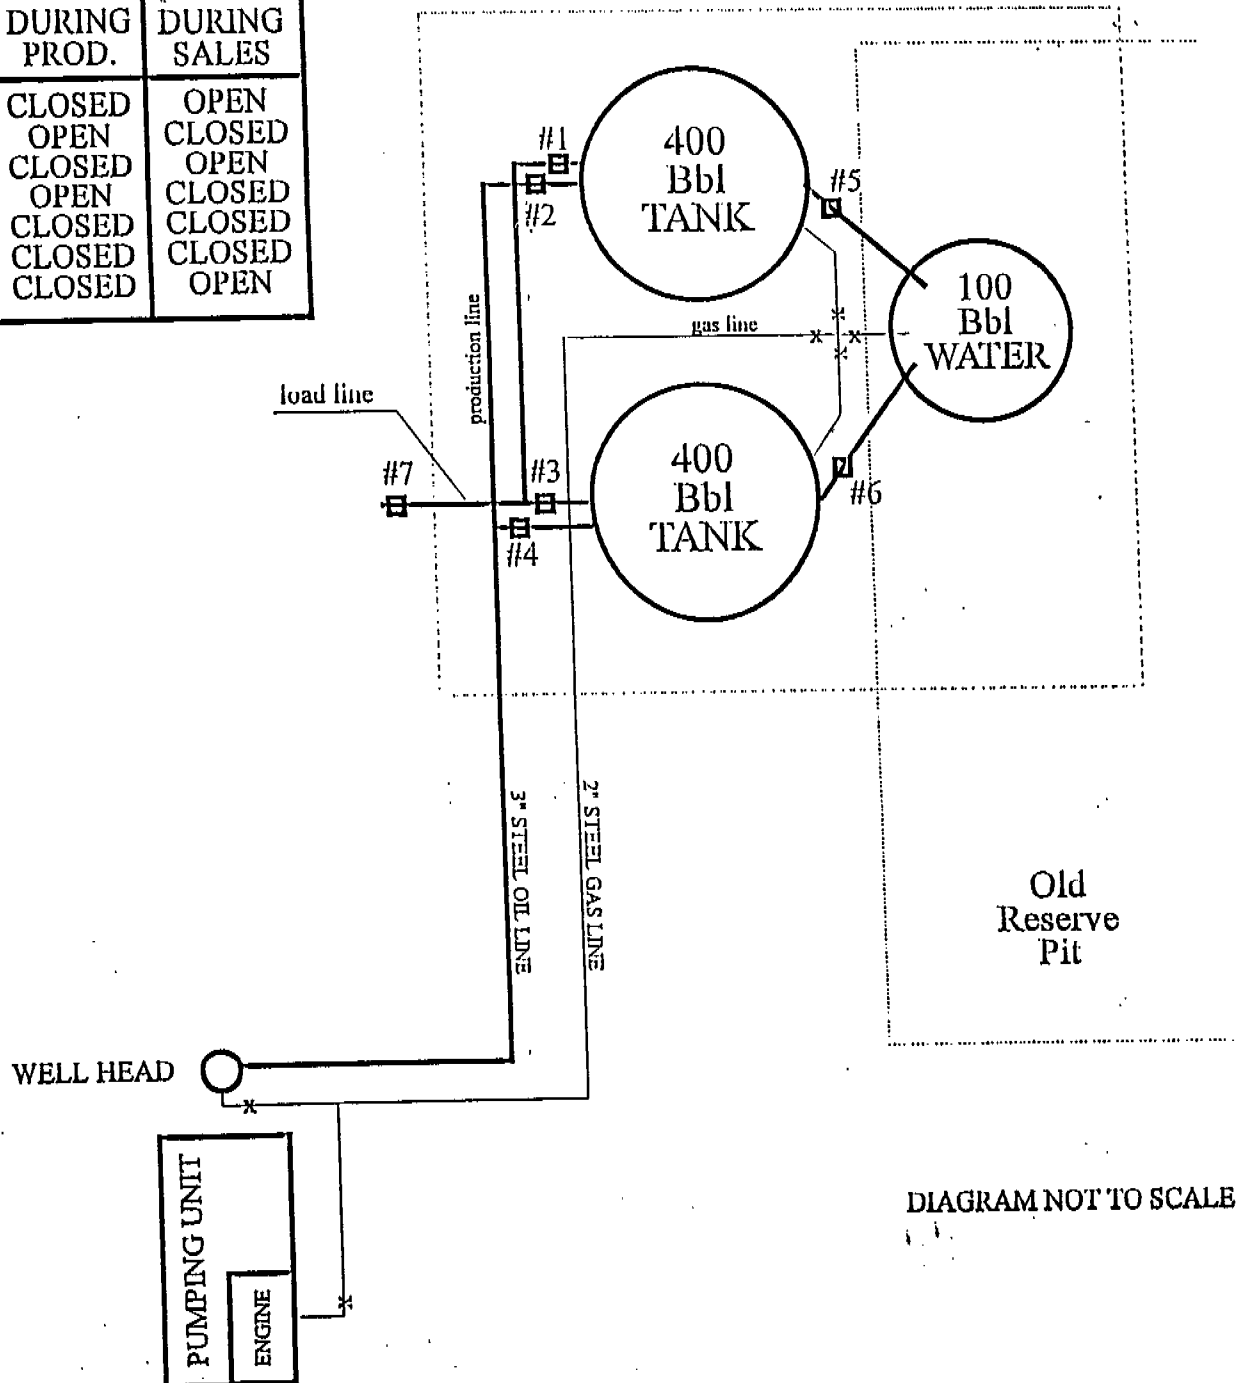 DURING DURING
PROD. SALES
CLOSED OPEN
OPEN CLOSED
CLOSED OPEN
OPEN CLOSED
CLOSED CLOSED
CLOSED CLOSED
CLOSED OPEN
#1
#2
400
Bbl
TANK
#5
100
Bbl
WATER
gas line
production line
load line
#7
#3
#4
400
Bbl
TANK
#6
3" STEEL OIL LINE
2" STEEL GAS LINE
Old
Reserve
Pit
WELL HEAD
PUMPING UNIT
ENGINE
DIAGRAM NOT TO SCALE